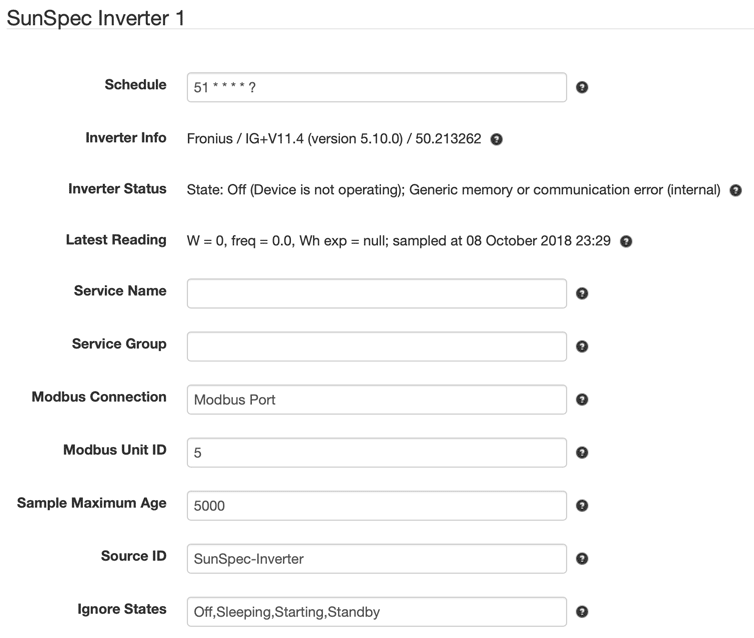 SunSpec Inverter 1
Schedule 51 * * * * ?
Inverter Info Fronius / IG+V11.4 (version 5.10.0) / 50.213262
Inverter Status State: Off (Device is not operating); Generic memory or communication error (internal)
Latest Reading W = 0, freq = 0.0, Wh exp = null; sampled at 08 October 2018 23:29
Service Name
Service Group
Modbus Connection Modbus Port
Modbus Unit ID 5
Sample Maximum Age 5000
Source ID SunSpec-Inverter
Ignore States Off,Sleeping,Starting,Standby